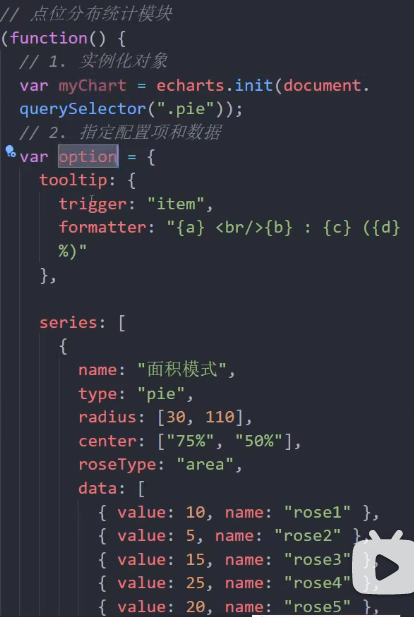 // 点位分布统计模块
(function() {
// 1. 实例化对象
var myChart = echarts.init(document.
querySelector(".pie"));
// 2. 指定配置项和数据
var option = {
tooltip: {
trigger: "item",
formatter: "{a} <br/>{b} : {c} ({d}
%)"
},
series: [
{
name: "面积模式",
type: "pie",
radius: [30, 110],
center: ["75%", "50%"],
roseType: "area",
data: [
{ value: 10, name: "rose1" },
{ value: 5, name: "rose2" },
{ value: 15, name: "rose3" },
{ value: 25, name: "rose4" },
{ value: 20, name: "rose5" },